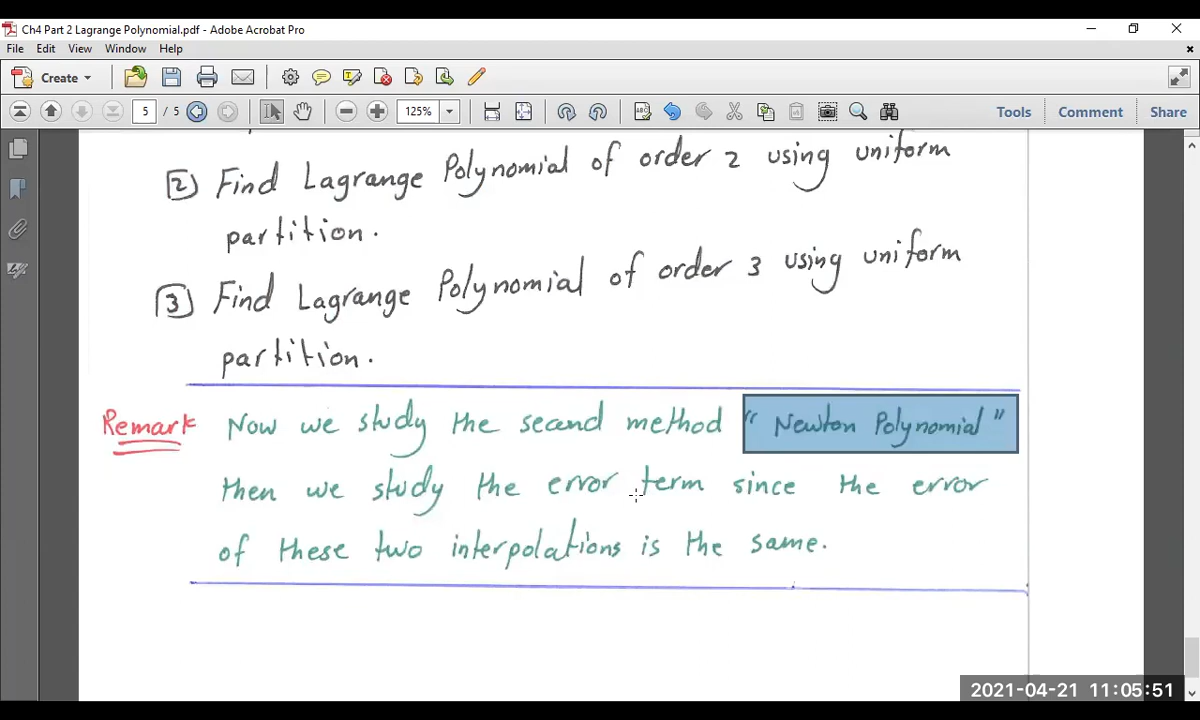 Ch4 Part 2 Lagrange Polynomial.pdf - Adobe Acrobat Pro
File Edit View Window Help
Create
5 / 5 125% Tools Comment Share
2 Find Lagrange Polynomial of order 2 using uniform
partition.
3 Find Lagrange Polynomial of order 3 using uniform
partition.
Remark Now we study the second method "Newton Polynomial"
then we study the error term since the error
of these two interpolations is the same.
2021-04-21 11:05:51